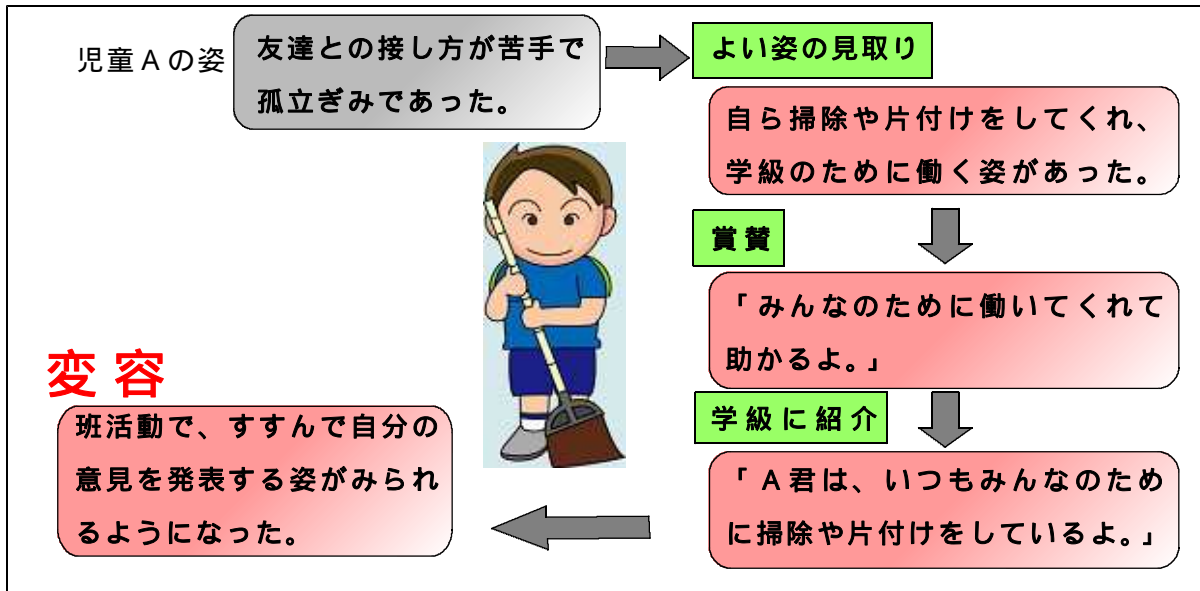 児童Ａの姿
友達との接し方が苦手で
孤立ぎみであった。
よい姿の見取り
自ら掃除や片付けをしてくれ、
学級のために働く姿があった。
賞賛
「みんなのために働いてくれて
助かるよ。」
学級に紹介
「Ａ君は、いつもみんなのため
に掃除や片付けをしているよ。」
変容
班活動で、すすんで自分の
意見を発表する姿がみられ
るようになった。